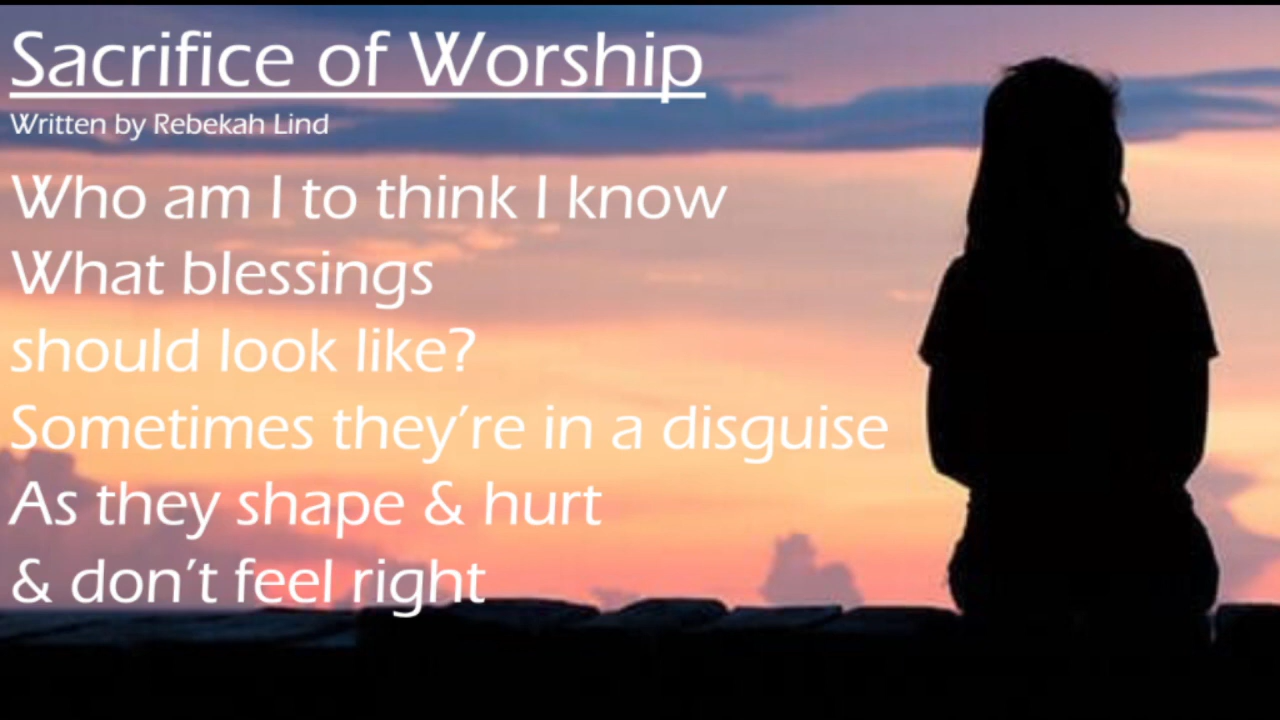 Sacrifice of Worship
Written by Rebekah Lind
Who am I to think I know
What blessings
should look like?
Sometimes they’re in a disguise
As they shape & hurt
& don’t feel right